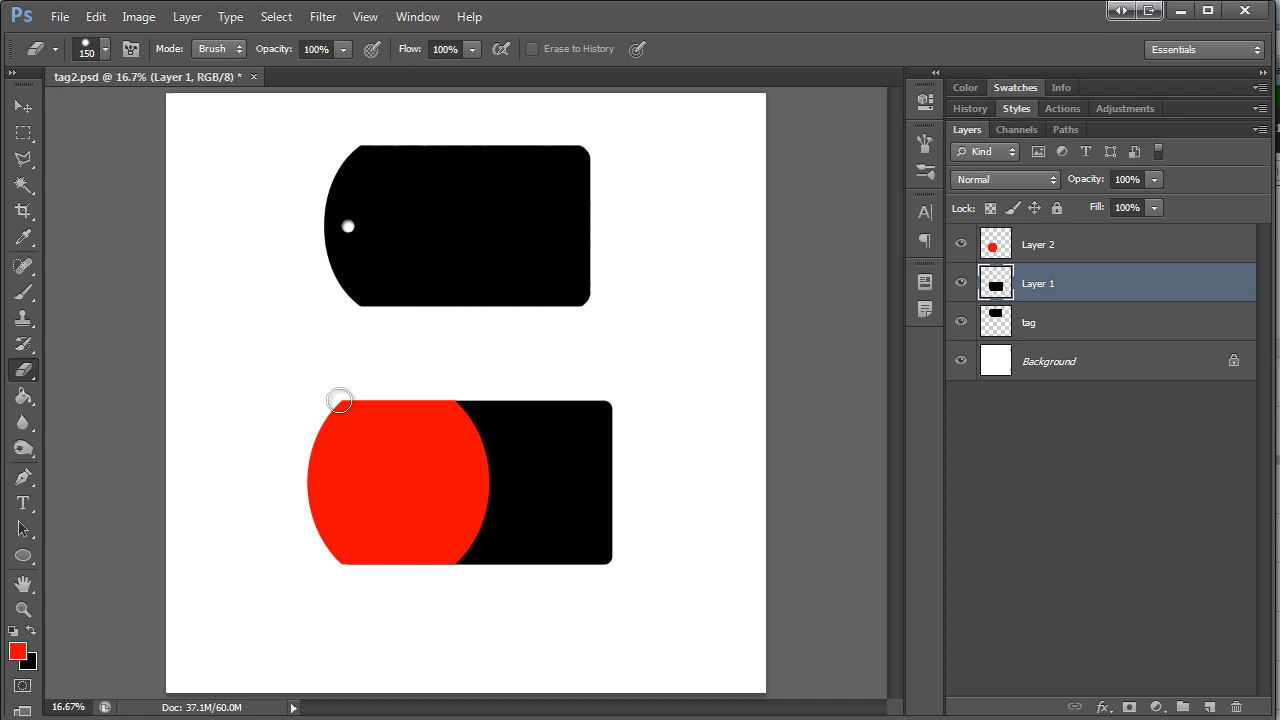 Ps File Edit Image Layer Type Select Filter View Window Help
150 Mode: Brush Opacity: 100% Flow: 100% Erase to History Essentials
tag2.psd @ 16.7% (Layer 1, RGB/8) * ×
Color Swatches Info
History Styles Actions Adjustments
Layers Channels Paths
Kind
Normal Opacity: 100%
Lock: Fill: 100%
Layer 2
Layer 1
tag
Background
16.67% Doc: 37.1M/60.0M